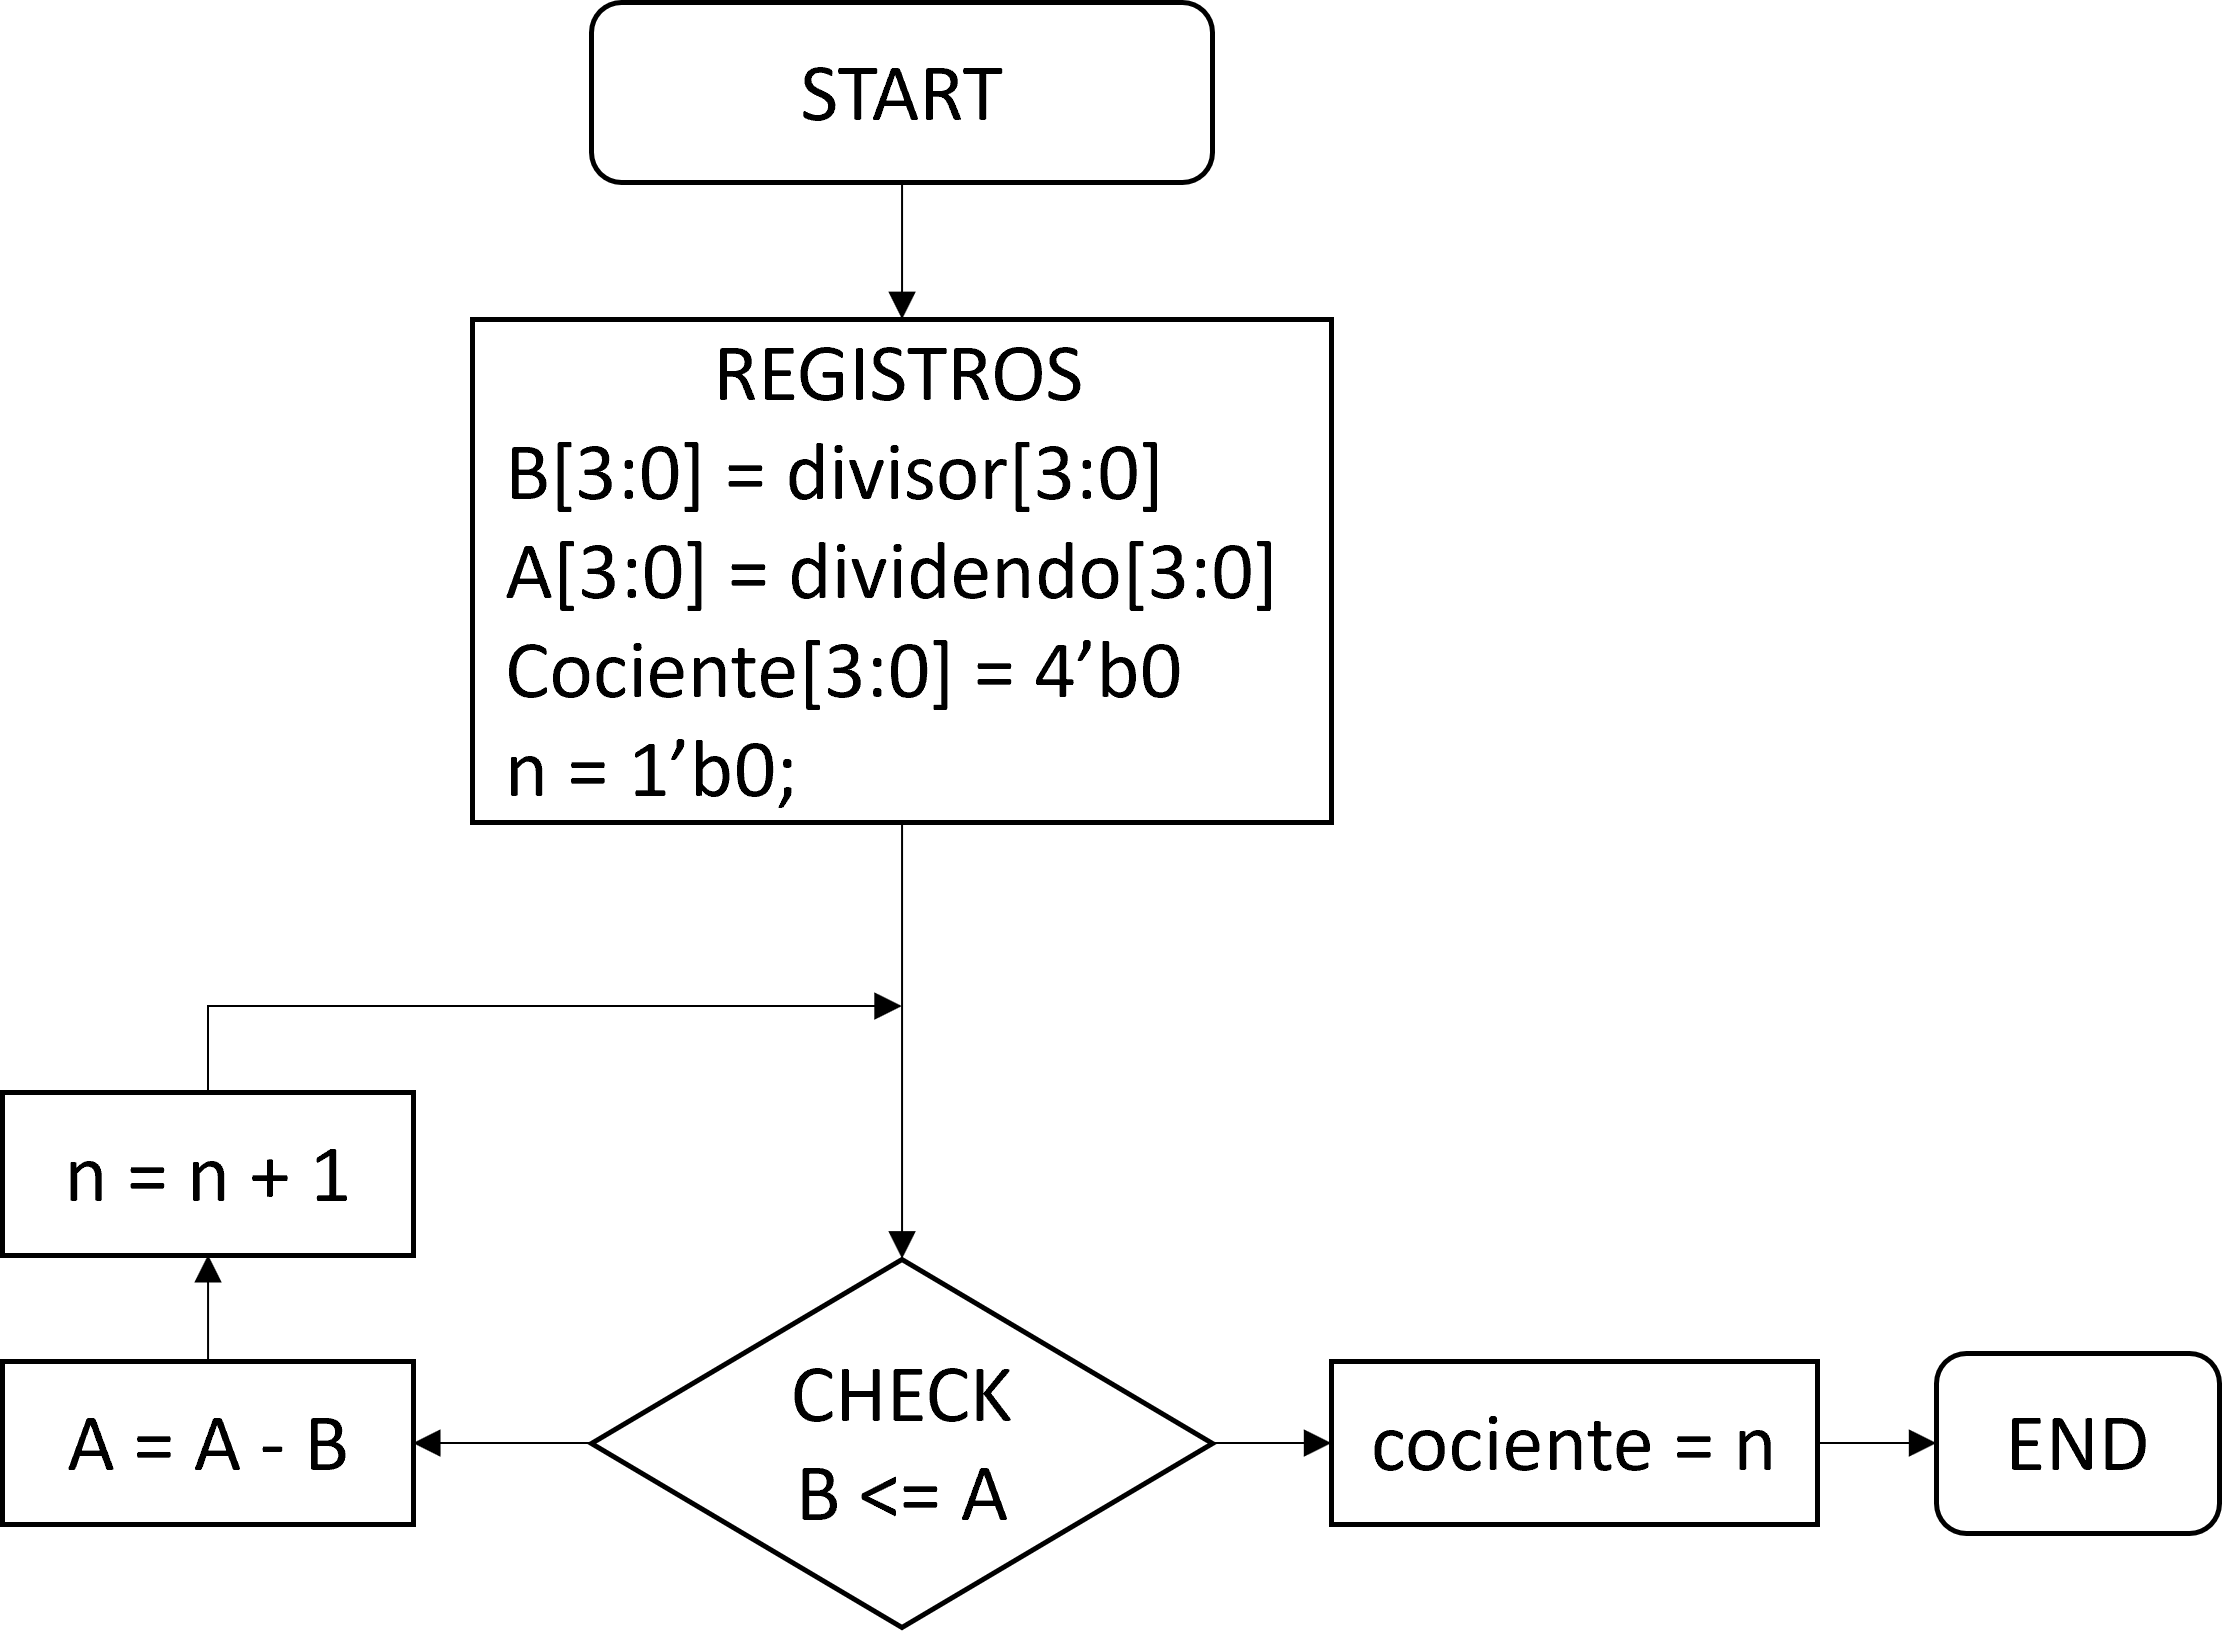 START
REGISTROS
B[3:0] = divisor[3:0]
A[3:0] = dividendo[3:0]
Cociente[3:0] = 4’b0
n = 1’b0;
n = n + 1
A = A - B
CHECK
B <= A
cociente = n
END